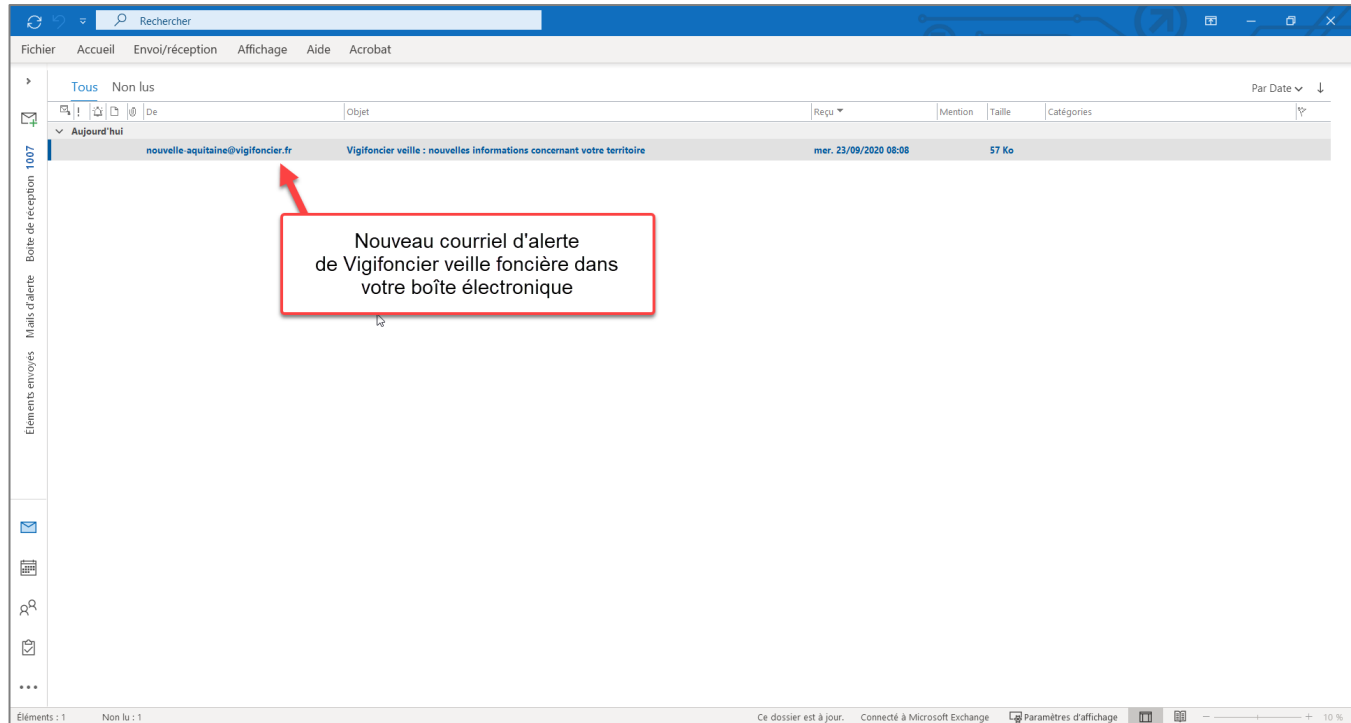 Rechercher
Fichier Accueil Envoi/réception Affichage Aide Acrobat
Tous Non lus
Par Date
! De Objet Reçu Mention Taille Catégories
Aujourd'hui
nouvelle-aquitaine@vigifoncier.fr Vigifoncier veille : nouvelles informations concernant votre territoire mer. 23/09/2020 08:08 57 Ko
Nouveau courriel d'alerte
de Vigifoncier veille foncière dans
votre boîte électronique
Boîte de réception 1007
Mails d'alerte
Éléments envoyés
Éléments : 1 Non lu : 1 Ce dossier est à jour. Connecté à Microsoft Exchange Paramètres d'affichage 10 %